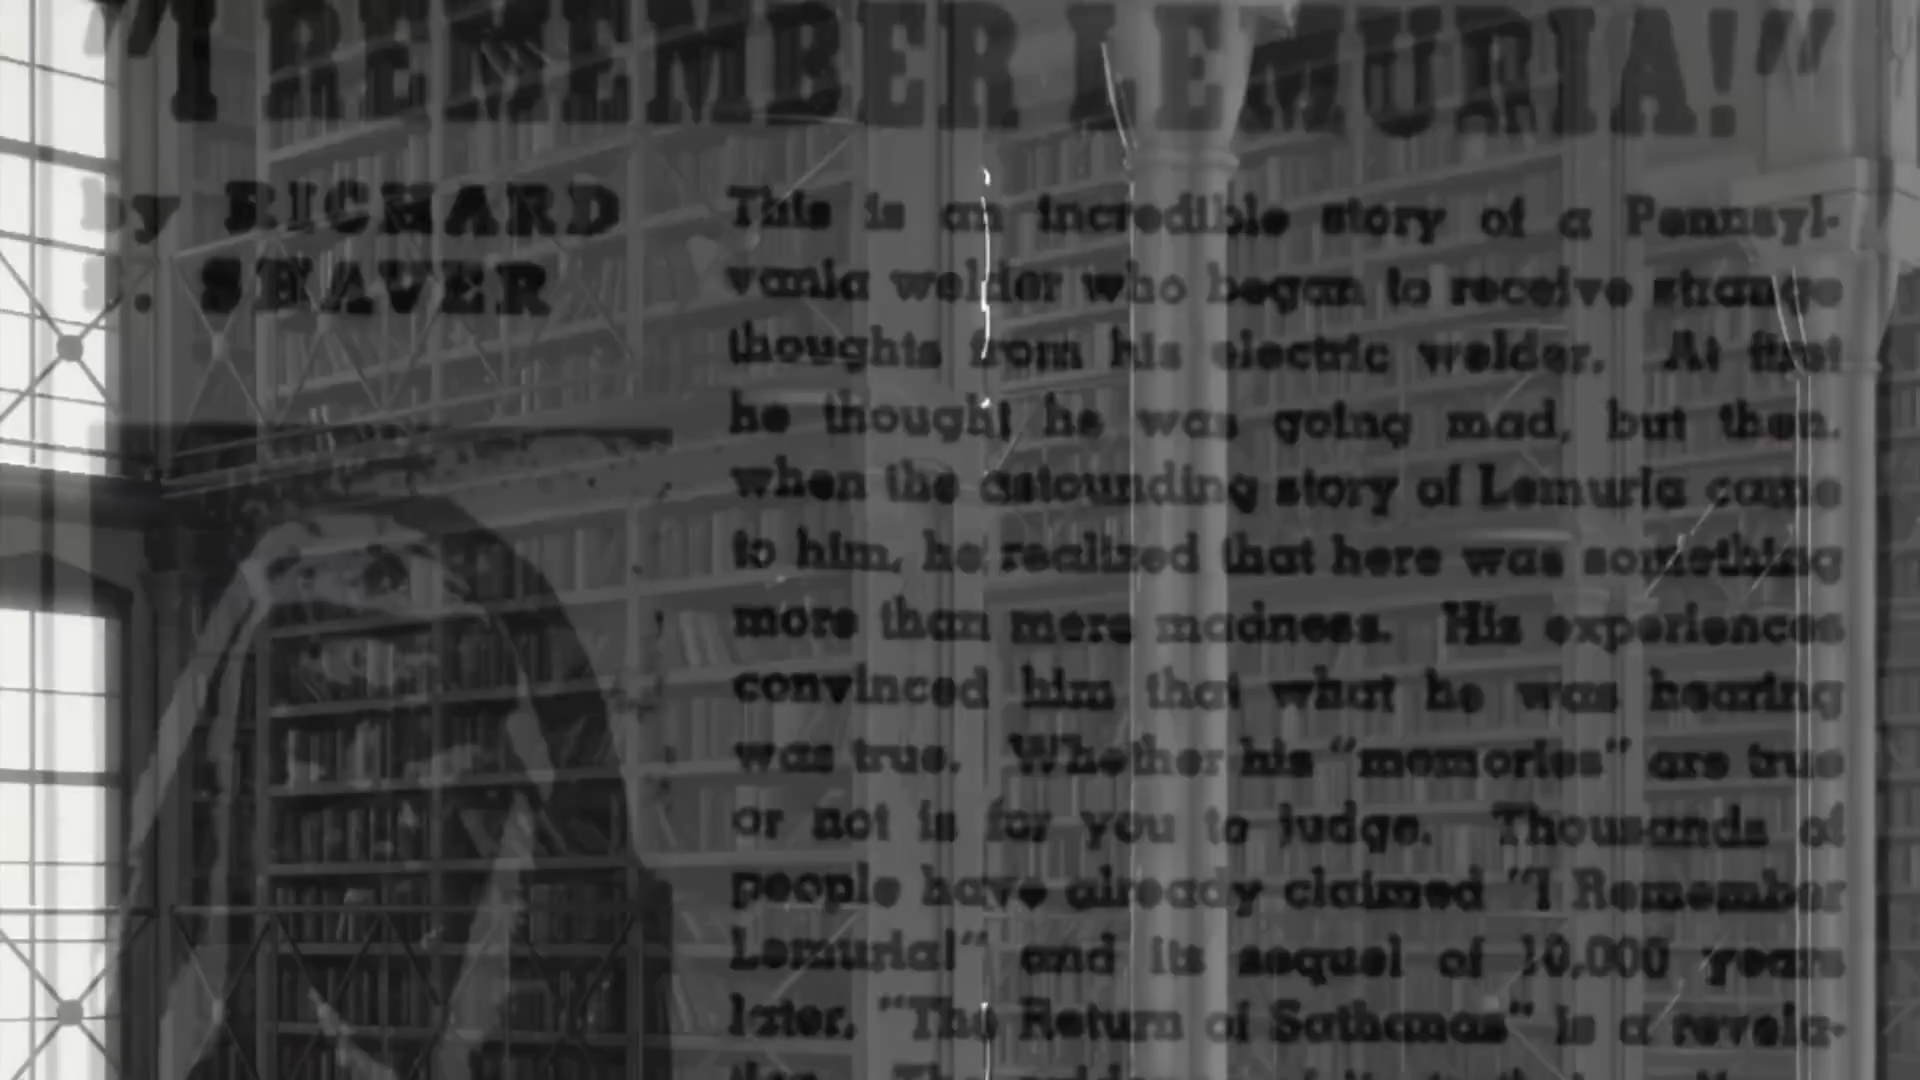 "I REMEMBER LEMURIA!"
by RICHARD
S. SHAVER
This is an incredible story of a Pennsyl-
vania welder who began to receive strange
thoughts from his electric welder. At first
he thought he was going mad, but then,
when the astounding story of Lemuria came
to him, he realized that here was something
more than mere madness. His experiences
convinced him that what he was hearing
was true. Whether his "memories" are true
or not is for you to judge. Thousands of
people have already claimed "I Remember
Lemuria!" and its sequel of 10,000 years
later, "The Return of Sathanas" is a revela-